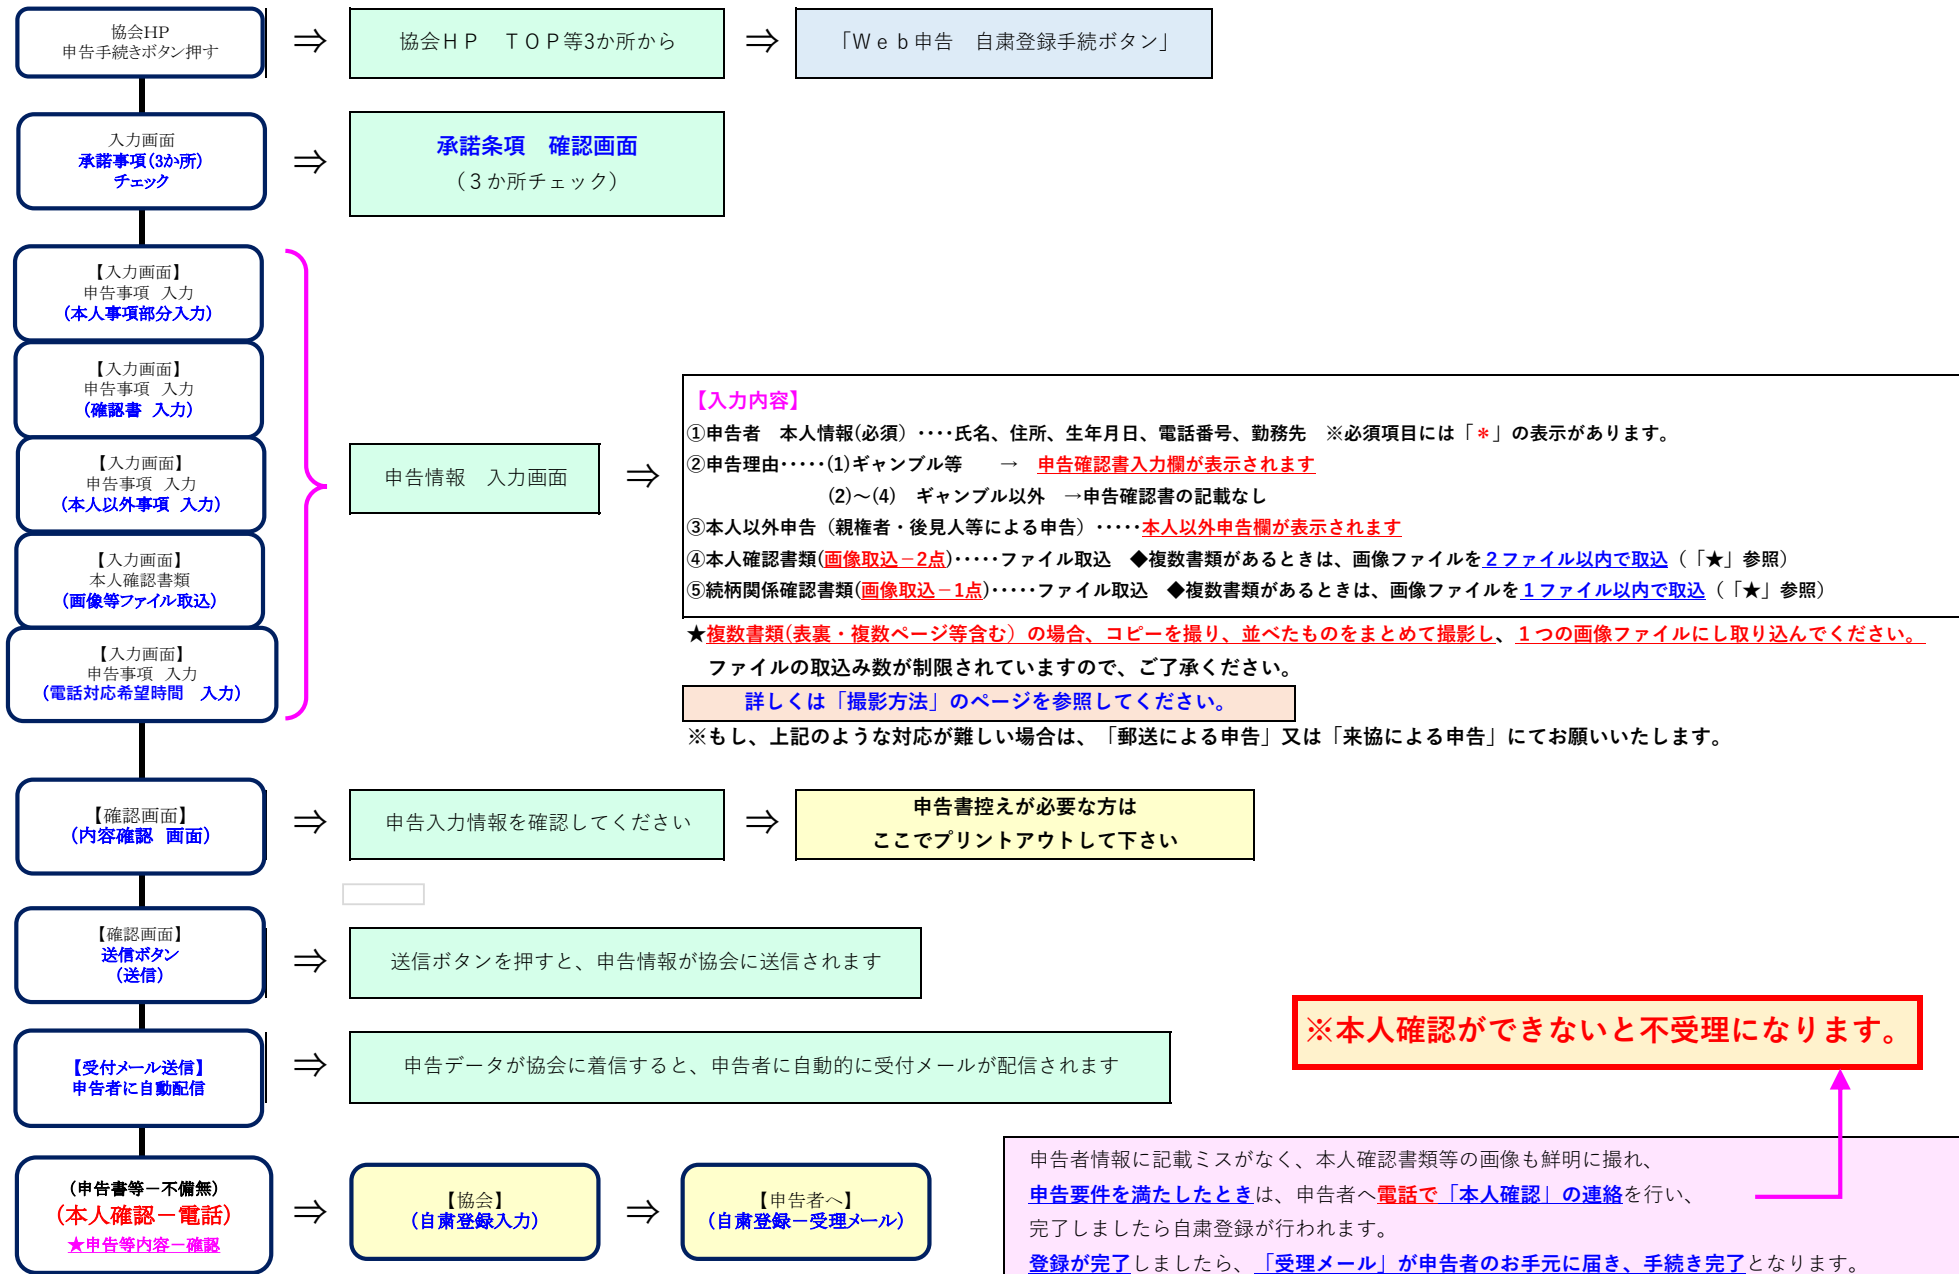 協会HP
申告手続きボタン押す
⇒
協会HP　TOP等3か所から
⇒
「Web申告　自粛登録手続ボタン」
入力画面
承諾事項(3か所)
チェック
⇒
承諾条項　確認画面
（３か所チェック）
【入力画面】
申告事項 入力
(本人事項部分入力)
【入力画面】
申告事項 入力
(確認書 入力)
【入力画面】
申告事項 入力
(本人以外事項 入力)
【入力画面】
本人確認書類
(画像等ファイル取込)
【入力画面】
申告事項 入力
(電話対応希望時間　入力)
申告情報　入力画面
⇒
【入力内容】
①申告者　本人情報(必須）‥‥氏名、住所、生年月日、電話番号、勤務先　※必須項目には「＊」の表示があります。
②申告理由‥‥･(1)ギャンブル等　　→　申告確認書入力欄が表示されます
(2)～(4)　ギャンブル以外　→申告確認書の記載なし
③本人以外申告（親権者・後見人等による申告）‥‥･本人以外申告欄が表示されます
④本人確認書類(画像取込－2点)‥‥･ファイル取込　◆複数書類があるときは、画像ファイルを２ファイル以内で取込（「★」参照）
⑤続柄関係確認書類(画像取込－1点)‥‥･ファイル取込　◆複数書類があるときは、画像ファイルを１ファイル以内で取込（「★」参照）
★複数書類(表裏・複数ページ等含む）の場合、コピーを撮り、並べたものをまとめて撮影し、１つの画像ファイルにし取り込んでください。
ファイルの取込み数が制限されていますので、ご了承ください。
詳しくは「撮影方法」のページを参照してください。
※もし、上記のような対応が難しい場合は、「郵送による申告」又は「来協による申告」にてお願いいたします。
【確認画面】
(内容確認 画面)
⇒
申告入力情報を確認してください
⇒
申告書控えが必要な方は
ここでプリントアウトして下さい
【確認画面】
送信ボタン
(送信)
⇒
送信ボタンを押すと、申告情報が協会に送信されます
※本人確認ができないと不受理になります。
【受付メール送信】
申告者に自動配信
⇒
申告データが協会に着信すると、申告者に自動的に受付メールが配信されます
(申告書等－不備無)
(本人確認－電話)
★申告等内容－確認
⇒
【協会】
(自粛登録入力)
⇒
【申告者へ】
(自粛登録－受理メール)
申告者情報に記載ミスがなく、本人確認書類等の画像も鮮明に撮れ、
申告要件を満たしたときは、申告者へ電話で「本人確認」の連絡を行い、
完了しましたら自粛登録が行われます。
登録が完了しましたら、「受理メール」が申告者のお手元に届き、手続き完了となります。